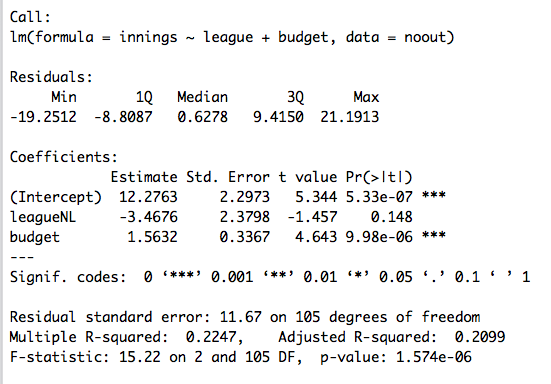 Call:
lm(formula = innings ~ league + budget, data = noout)
Residuals:
Min 1Q Median 3Q Max
-19.2512 -8.8087 0.6278 9.4150 21.1913
Coefficients:
Estimate Std. Error t value Pr(>|t|)
(Intercept) 12.2763 2.2973 5.344 5.33e-07 ***
leagueNL -3.4676 2.3798 -1.457 0.148
budget 1.5632 0.3367 4.643 9.98e-06 ***
---
Signif. codes: 0 ‘***’ 0.001 ‘**’ 0.01 ‘*’ 0.05 ‘.’ 0.1 ‘ ’ 1
Residual standard error: 11.67 on 105 degrees of freedom
Multiple R-squared: 0.2247, Adjusted R-squared: 0.2099
F-statistic: 15.22 on 2 and 105 DF, p-value: 1.574e-06